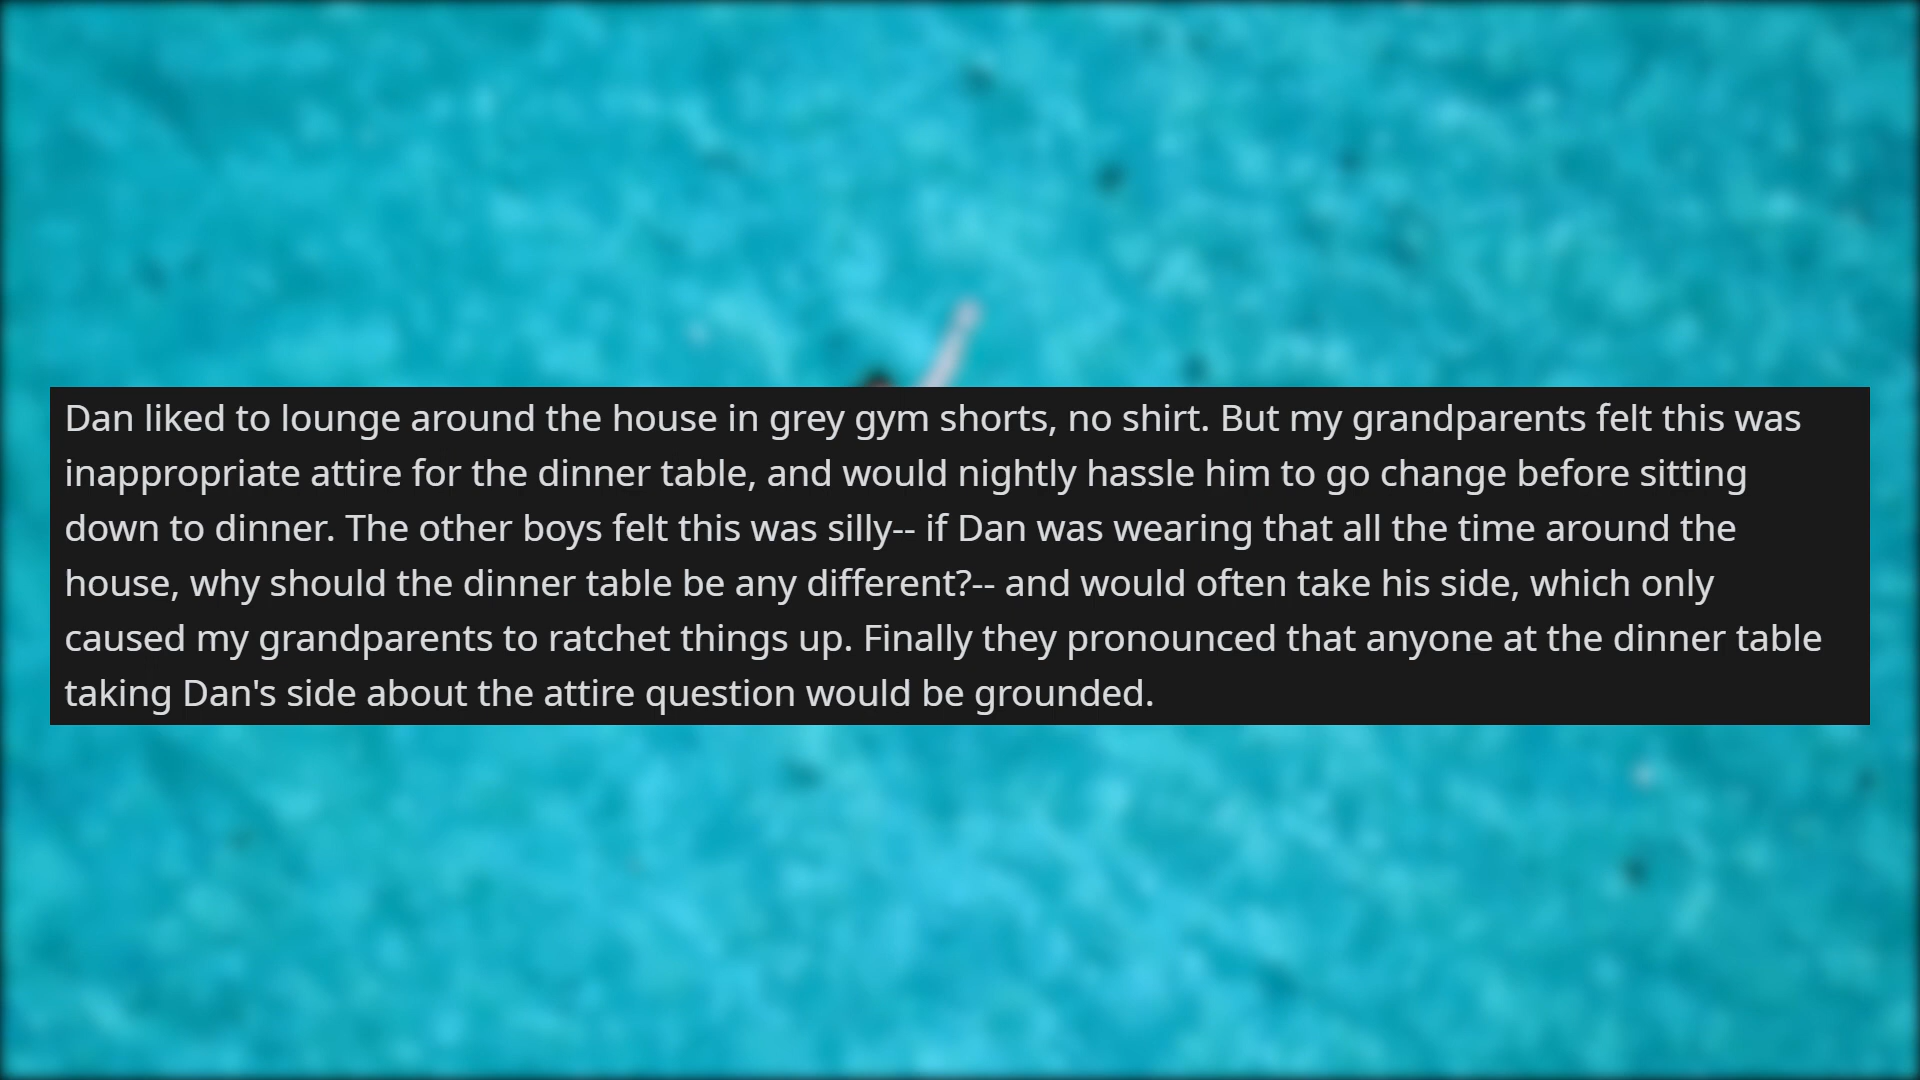 Dan liked to lounge around the house in grey gym shorts, no shirt. But my grandparents felt this was
inappropriate attire for the dinner table, and would nightly hassle him to go change before sitting
down to dinner. The other boys felt this was silly-- if Dan was wearing that all the time around the
house, why should the dinner table be any different?-- and would often take his side, which only
caused my grandparents to ratchet things up. Finally they pronounced that anyone at the dinner table
taking Dan's side about the attire question would be grounded.